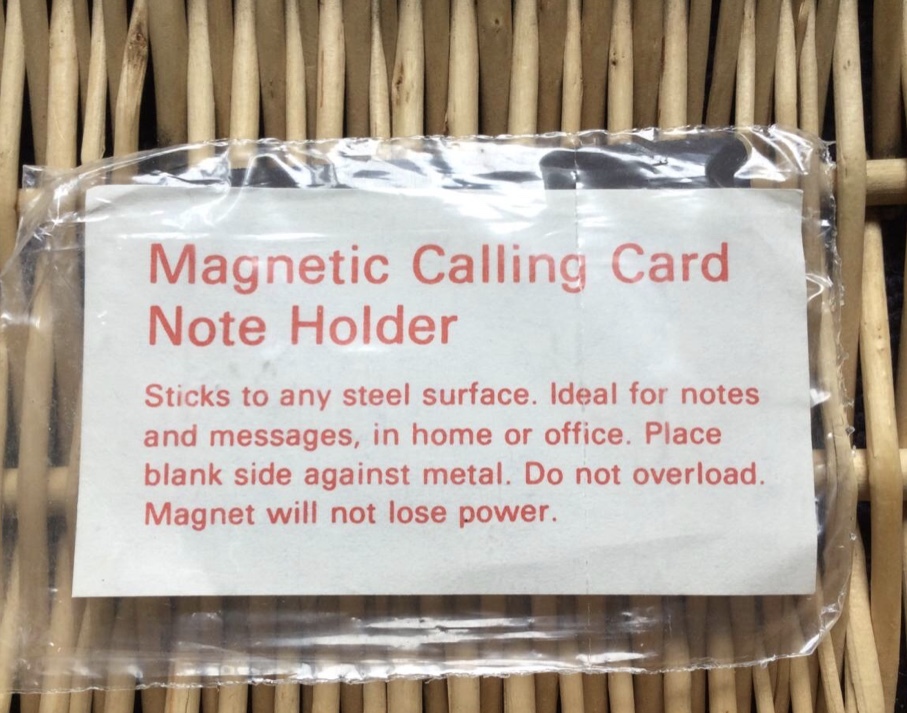 Magnetic Calling Card
Note Holder
Sticks to any steel surface. Ideal for notes
and messages, in home or office. Place
blank side against metal. Do not overload.
Magnet will not lose power.